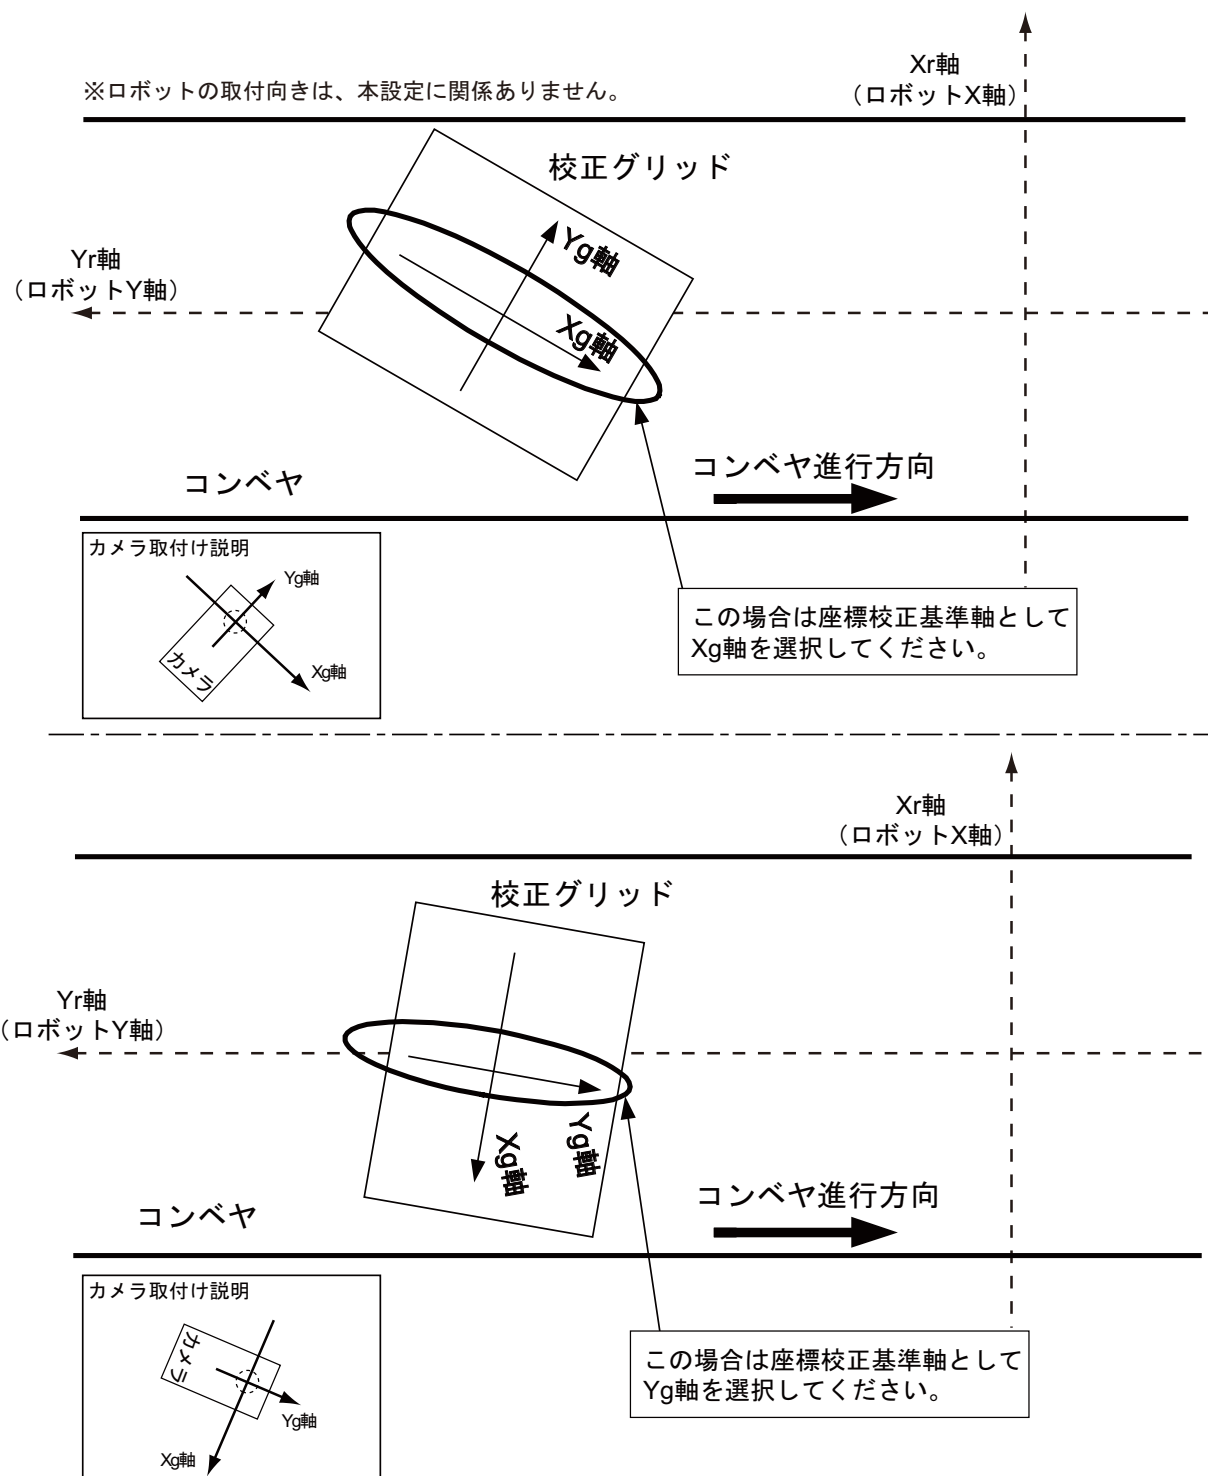 ※ロボットの取付向きは、本設定に関係ありません。
Xr軸
(ロボットX軸)
校正グリッド
Yg軸
Xg軸
Yr軸
(ロボットY軸)
コンベヤ進行方向
コンベヤ
カメラ取付け説明
Yg軸
カメラ
Xg軸
この場合は座標校正基準軸として
Xg軸を選択してください。
Xr軸
(ロボットX軸)
校正グリッド
Yr軸
(ロボットY軸)
Xg軸
Yg軸
コンベヤ進行方向
コンベヤ
カメラ取付け説明
カメラ
Yg軸
Xg軸
この場合は座標校正基準軸として
Yg軸を選択してください。